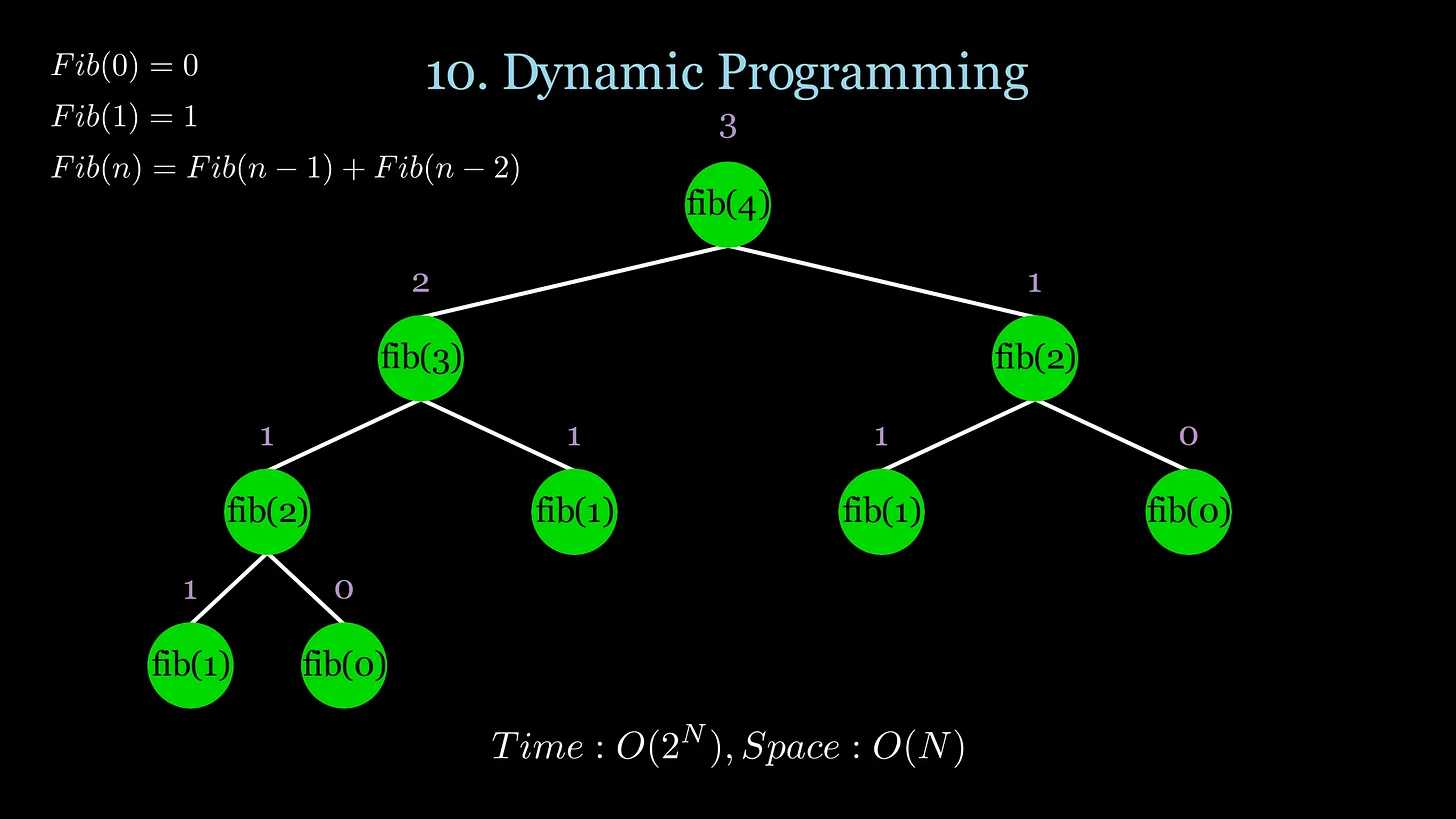 10. Dynamic Programming
Fib(0) = 0
Fib(1) = 1
Fib(n) = Fib(n − 1) + Fib(n − 2)
3
fib(4)
2 1
fib(3) fib(2)
1 1 1 0
fib(2) fib(1) fib(1) fib(0)
1 0
fib(1) fib(0)
Time : O(2^N), Space : O(N)